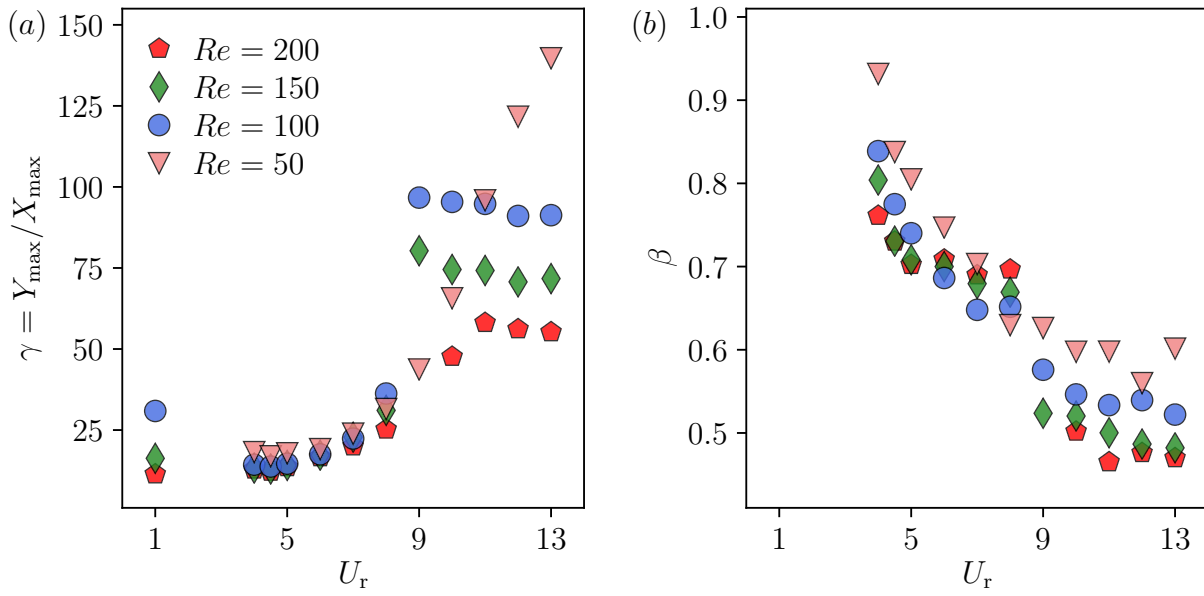 (a)
150
125
100
75
50
25
γ = Y_max/X_max
Re = 200
Re = 150
Re = 100
Re = 50
1 5 9 13
U_r
(b)
1.0
0.9
0.8
0.7
0.6
0.5
β
1 5 9 13
U_r